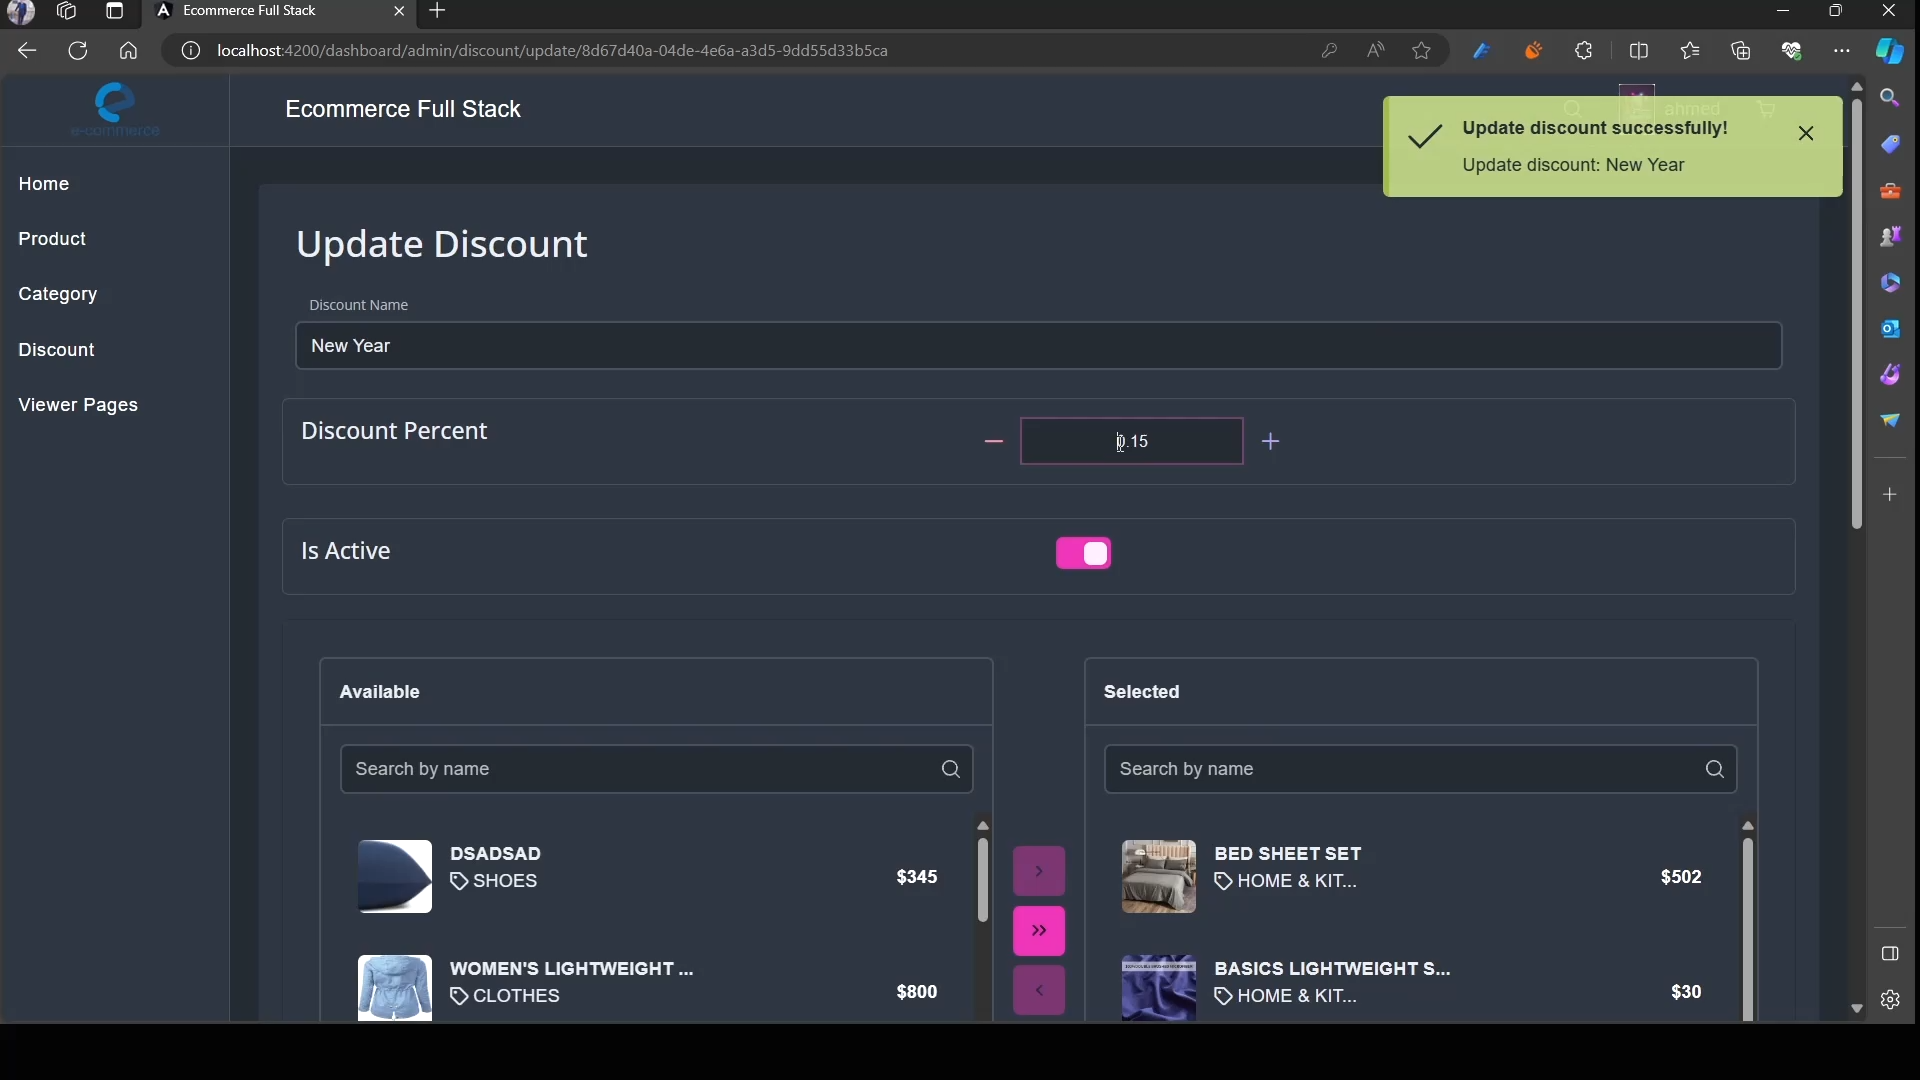 Ecommerce Full Stack
localhost:4200/dashboard/admin/discount/update/8d67d40a-04de-4e6a-a3d5-9dd55d33b5ca
e-commerce
Ecommerce Full Stack
ahmed
Update discount successfully!
Update discount: New Year
Home
Product
Category
Discount
Viewer Pages
Update Discount
Discount Name
New Year
Discount Percent
0.15
Is Active
Available
Search by name
DSADSAD
SHOES
$345
WOMEN'S LIGHTWEIGHT ...
CLOTHES
$800
Selected
Search by name
BED SHEET SET
HOME & KIT...
$502
BASICS LIGHTWEIGHT S...
HOME & KIT...
$30